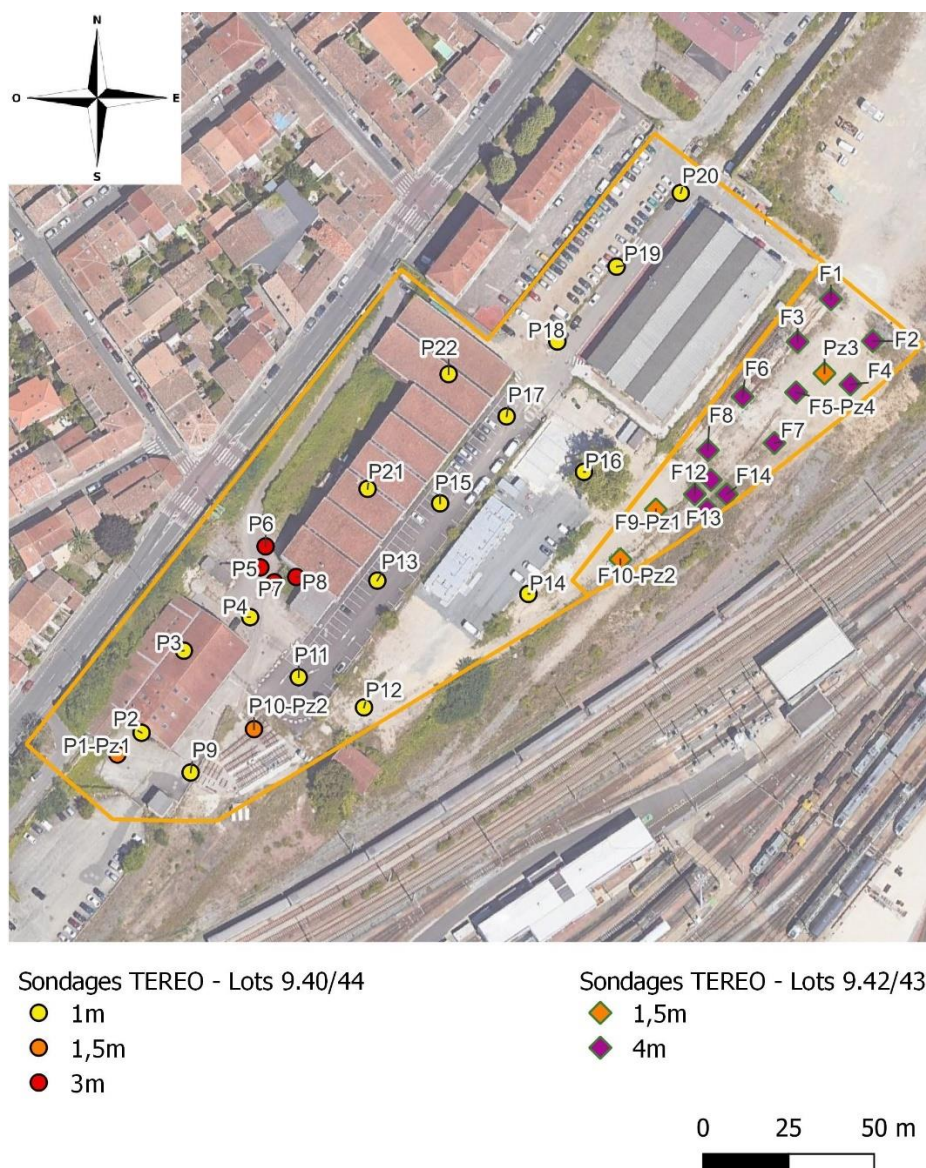 N
O
E
S
P20
P19
F1
P18
F3
F2
Pz3
P22
F6
F4
F5-Pz4
P17
F8
F7
P16
P21
P15
F12
F14
F9-Pz1
F13
P6
P5
P8
P7
P13
F10-Pz2
P14
P4
P3
P11
P12
P10-Pz2
P2
P1-Pz1
P9
Sondages TEREO - Lots 9.40/44
1m
1,5m
3m
Sondages TEREO - Lots 9.42/43
1,5m
4m
0 25 50 m